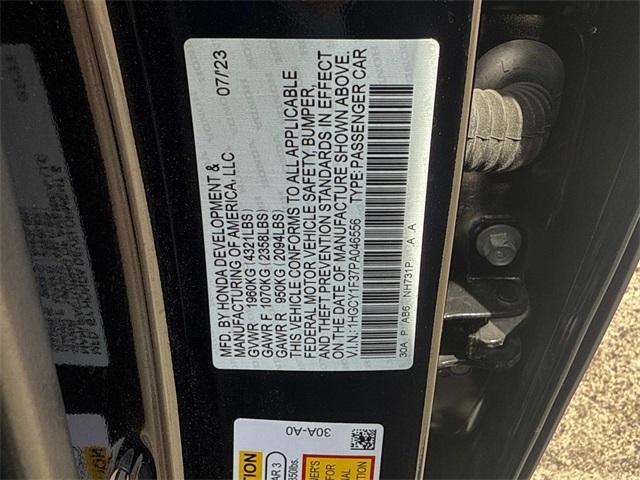 MFD. BY HONDA DEVELOPMENT & 07/23
MANUFACTURING OF AMERICA, LLC
GVWR 1960KG (4321LBS)
GAWR F 1070KG (2358LBS)
GAWR R 950KG (2094LBS)
THIS VEHICLE CONFORMS TO ALL APPLICABLE
FEDERAL MOTOR VEHICLE SAFETY, BUMPER,
AND THEFT PREVENTION STANDARDS IN EFFECT
ON THE DATE OF MANUFACTURE SHOWN ABOVE.
V.I.N.: 1HGCY1F37PA046556 TYPE: PASSENGER CAR
30A P AB6 NH731P A A
30A-A0